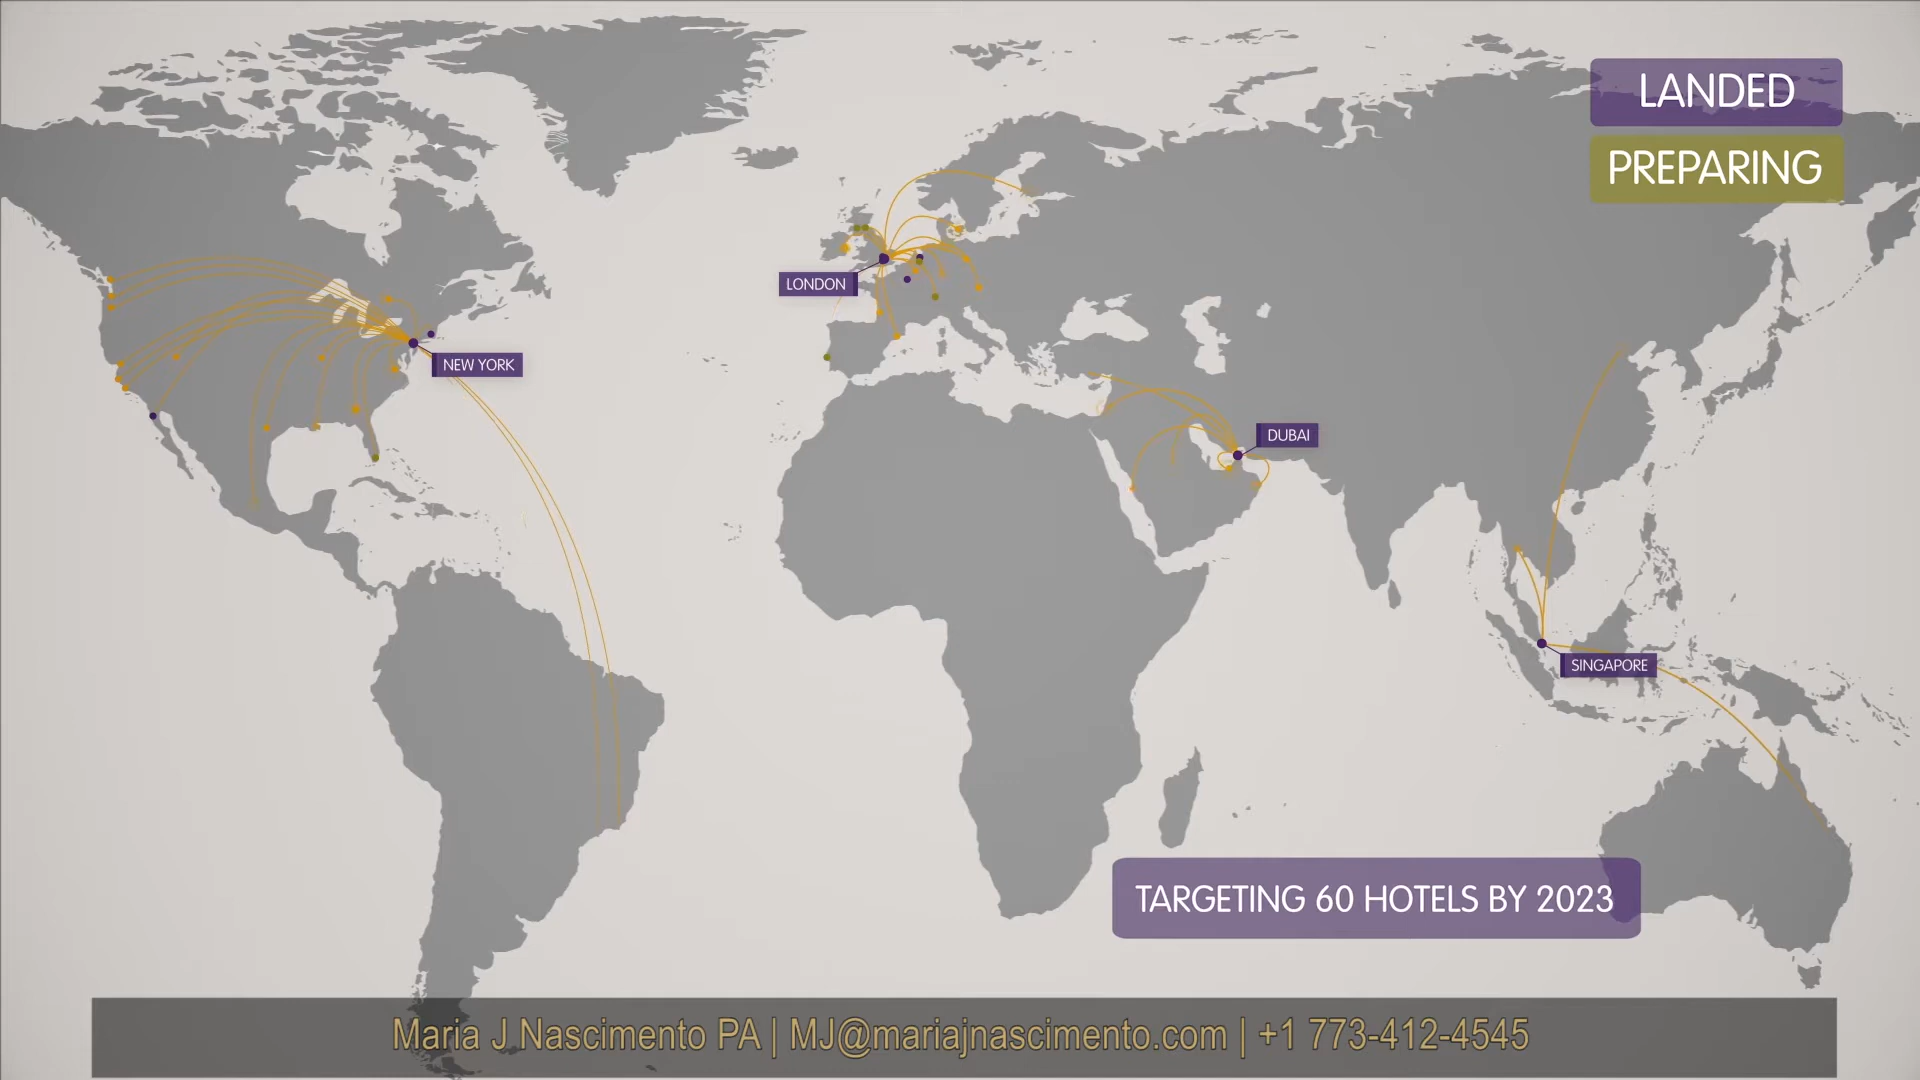 LANDED
PREPARING
LONDON
NEW YORK
DUBAI
SINGAPORE
TARGETING 60 HOTELS BY 2023
Maria J Nascimento PA | MJ@mariajnascimento.com | +1 773-412-4545